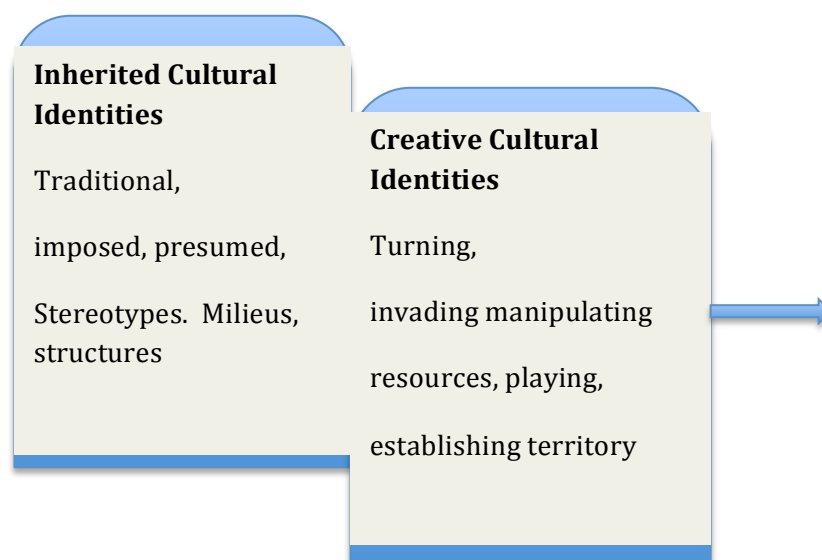 Inherited Cultural
Identities
Traditional,
imposed, presumed,
Stereotypes.  Milieus,
structures
Creative Cultural
Identities
Turning,
invading manipulating
resources, playing,
establishing territory